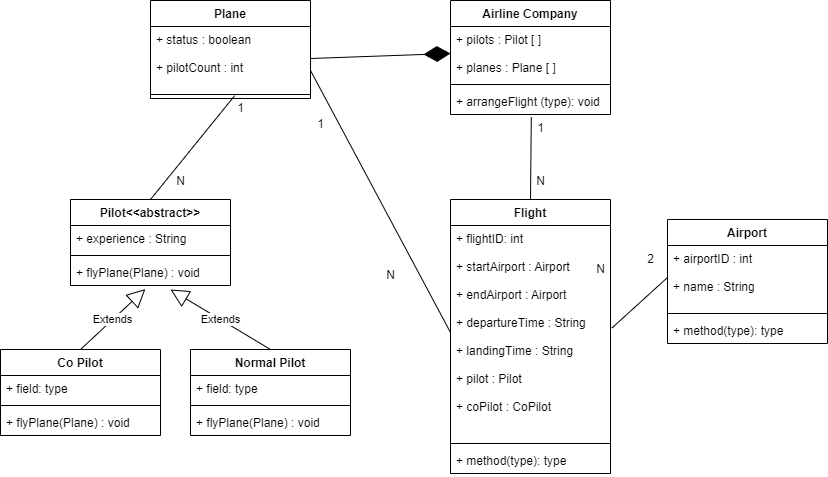 Plane
+ status : boolean
+ pilotCount : int
Airline Company
+ pilots : Pilot [ ]
+ planes : Plane [ ]
+ arrangeFlight (type): void
1
1
1
N
N
Pilot<<abstract>>
+ experience : String
+ flyPlane(Plane) : void
Flight
+ flightID: int
+ startAirport : Airport
+ endAirport : Airport
+ departureTime : String
+ landingTime : String
+ pilot : Pilot
+ coPilot : CoPilot
+ method(type): type
N
N
2
Airport
+ airportID : int
+ name : String
+ method(type): type
Extends
Extends
Co Pilot
+ field: type
+ flyPlane(Plane) : void
Normal Pilot
+ field: type
+ flyPlane(Plane) : void